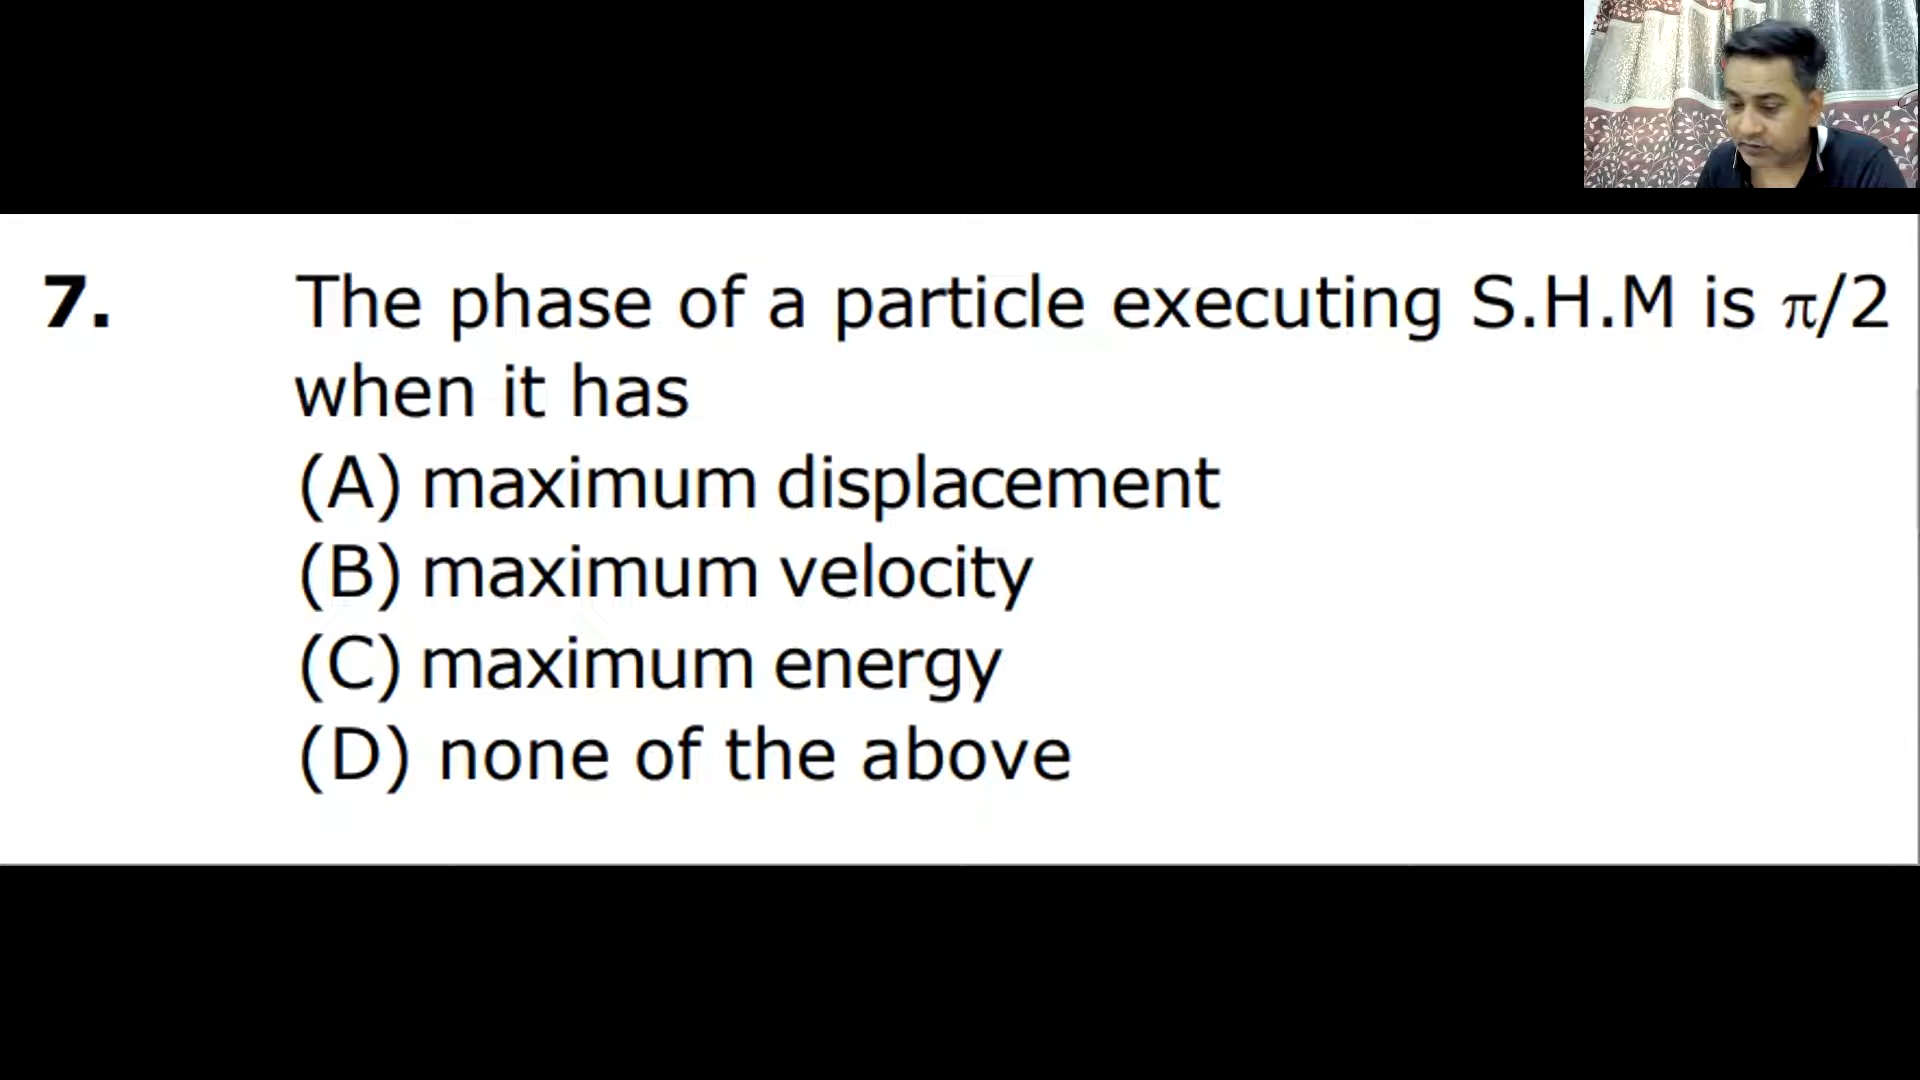 7. The phase of a particle executing S.H.M is π/2
when it has
(A) maximum displacement
(B) maximum velocity
(C) maximum energy
(D) none of the above